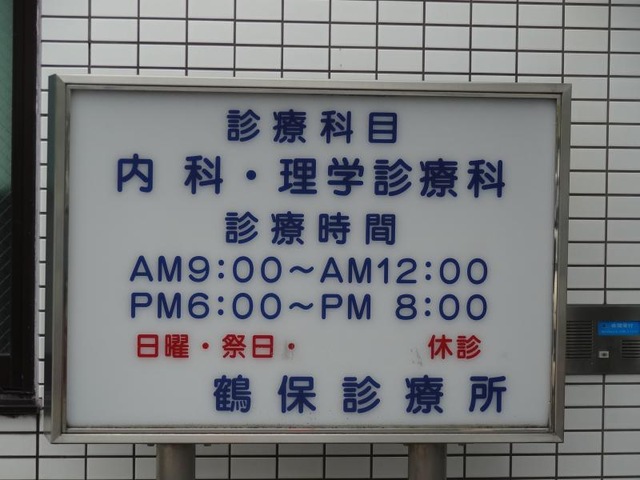 診療科目
内科・理学診療科
診療時間
AM9:00～AM12:00
PM6:00～PM 8:00
日曜・祭日・ 休診
鶴保診療所